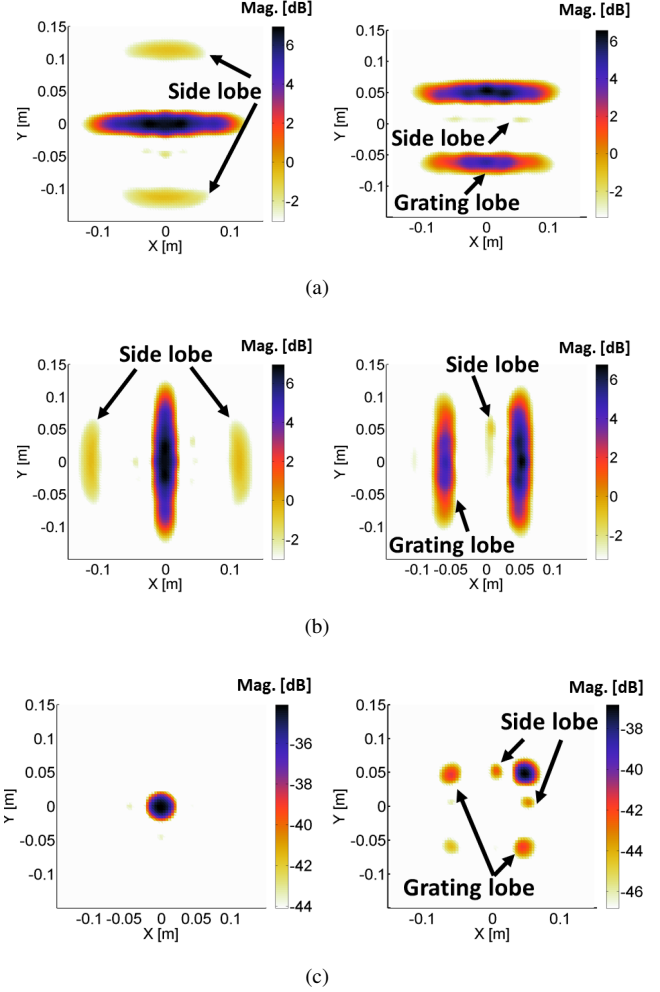 Mag. [dB]
0.15
0.1
0.05
0
-0.05
-0.1
Y [m]
-0.1
0
0.1
X [m]
6
4
2
0
-2
Side lobe
Mag. [dB]
0.15
0.1
0.05
0
-0.05
-0.1
Y [m]
-0.1
0
0.1
X [m]
6
4
2
0
-2
Side lobe
Grating lobe
(a)
Mag. [dB]
0.15
0.1
0.05
0
-0.05
-0.1
Y [m]
-0.1
0
0.1
X [m]
6
4
2
0
-2
Side lobe
Mag. [dB]
0.15
0.1
0.05
0
-0.05
-0.1
Y [m]
-0.1 -0.05 0 0.05 0.1
X [m]
6
4
2
0
-2
Side lobe
Grating lobe
(b)
Mag. [dB]
0.15
0.1
0.05
0
-0.05
-0.1
Y [m]
-0.1 -0.05 0 0.05 0.1
X [m]
-36
-38
-40
-42
-44
Mag. [dB]
0.15
0.1
0.05
0
-0.05
-0.1
Y [m]
-0.1
0
0.1
X [m]
-38
-40
-42
-44
-46
Side lobe
Grating lobe
(c)